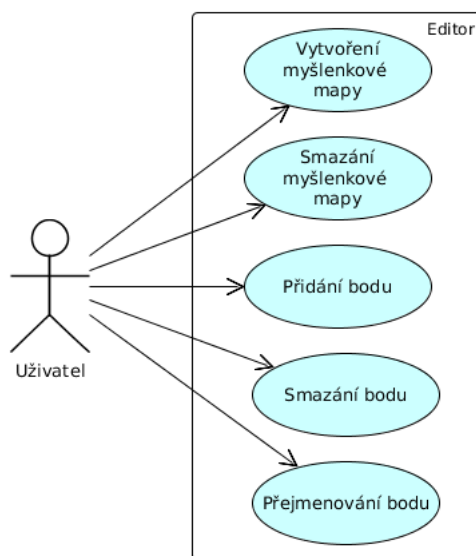 Editor
Vytvoření
myšlenkové
mapy
Smazání
myšlenkové
mapy
Přidání bodu
Uživatel
Smazání bodu
Přejmenování bodu